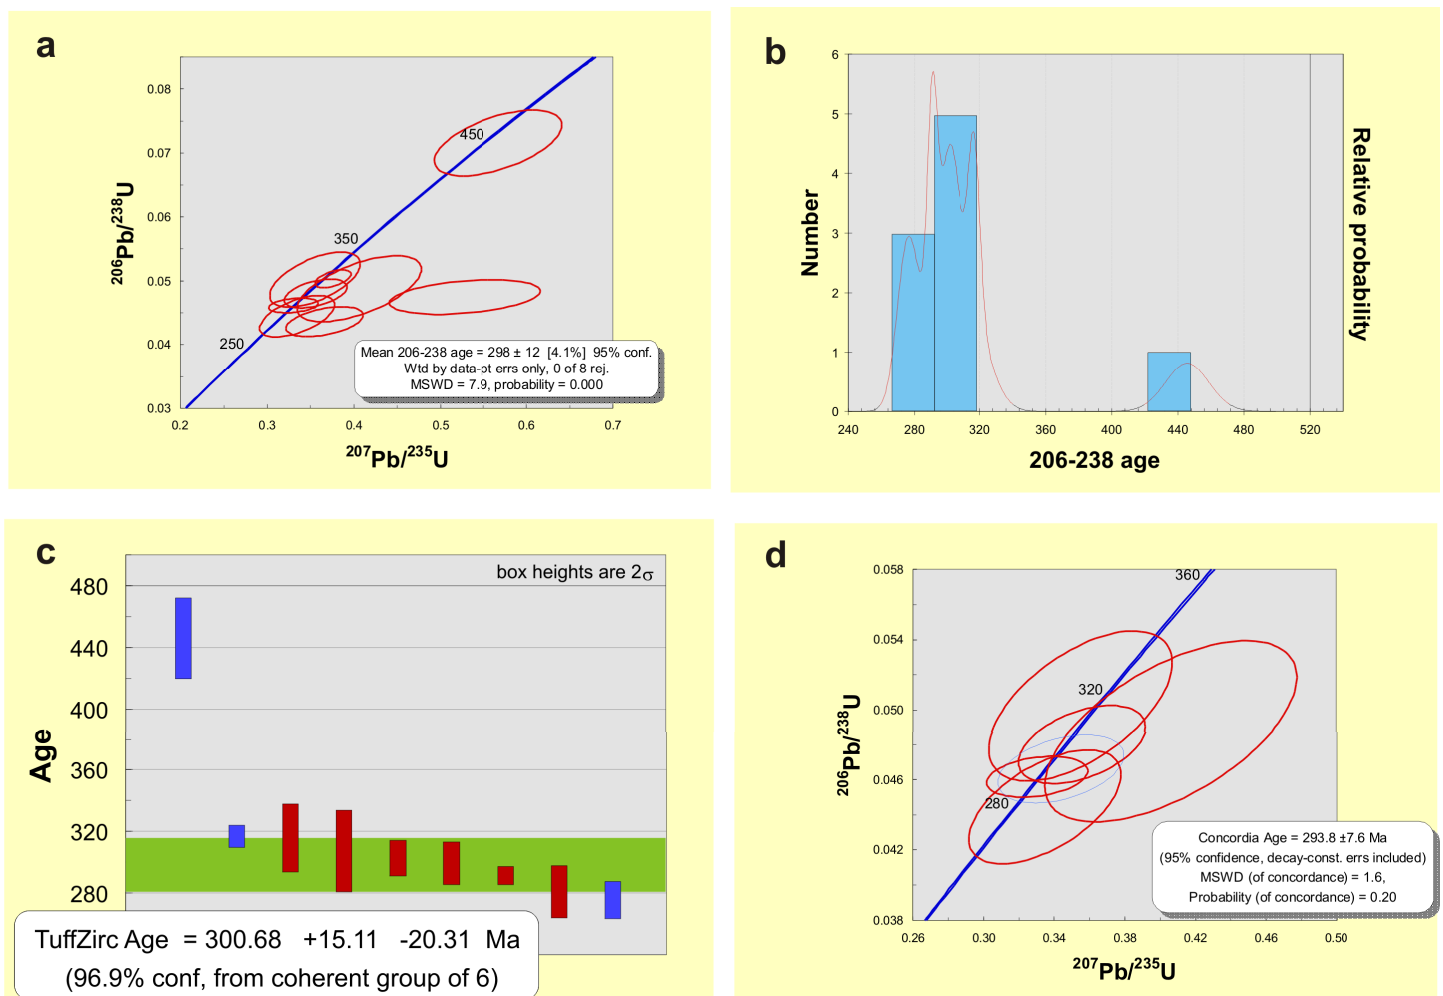 a
0.08
0.07
0.06
0.05
0.04
0.03
206Pb/238U
450
350
250
Mean 206-238 age = 298 ± 12 [4.1%] 95% conf.
Wtd by data-pt errs only, 0 of 8 rej.
MSWD = 7.9, probability = 0.000
0.2 0.3 0.4 0.5 0.6 0.7
207Pb/235U
b
6
5
4
3
2
1
0
Number
Relative probability
240 280 320 360 400 440 480 520
206-238 age
c
box heights are 2σ
480
440
400
360
320
280
Age
TuffZirc Age = 300.68 +15.11 -20.31 Ma
(96.9% conf, from coherent group of 6)
d
0.058
0.054
0.050
0.046
0.042
0.038
206Pb/238U
360
320
280
Concordia Age = 293.8 ±7.6 Ma
(95% confidence, decay-const. errs included)
MSWD (of concordance) = 1.6,
Probability (of concordance) = 0.20
0.26 0.30 0.34 0.38 0.42 0.46 0.50
207Pb/235U